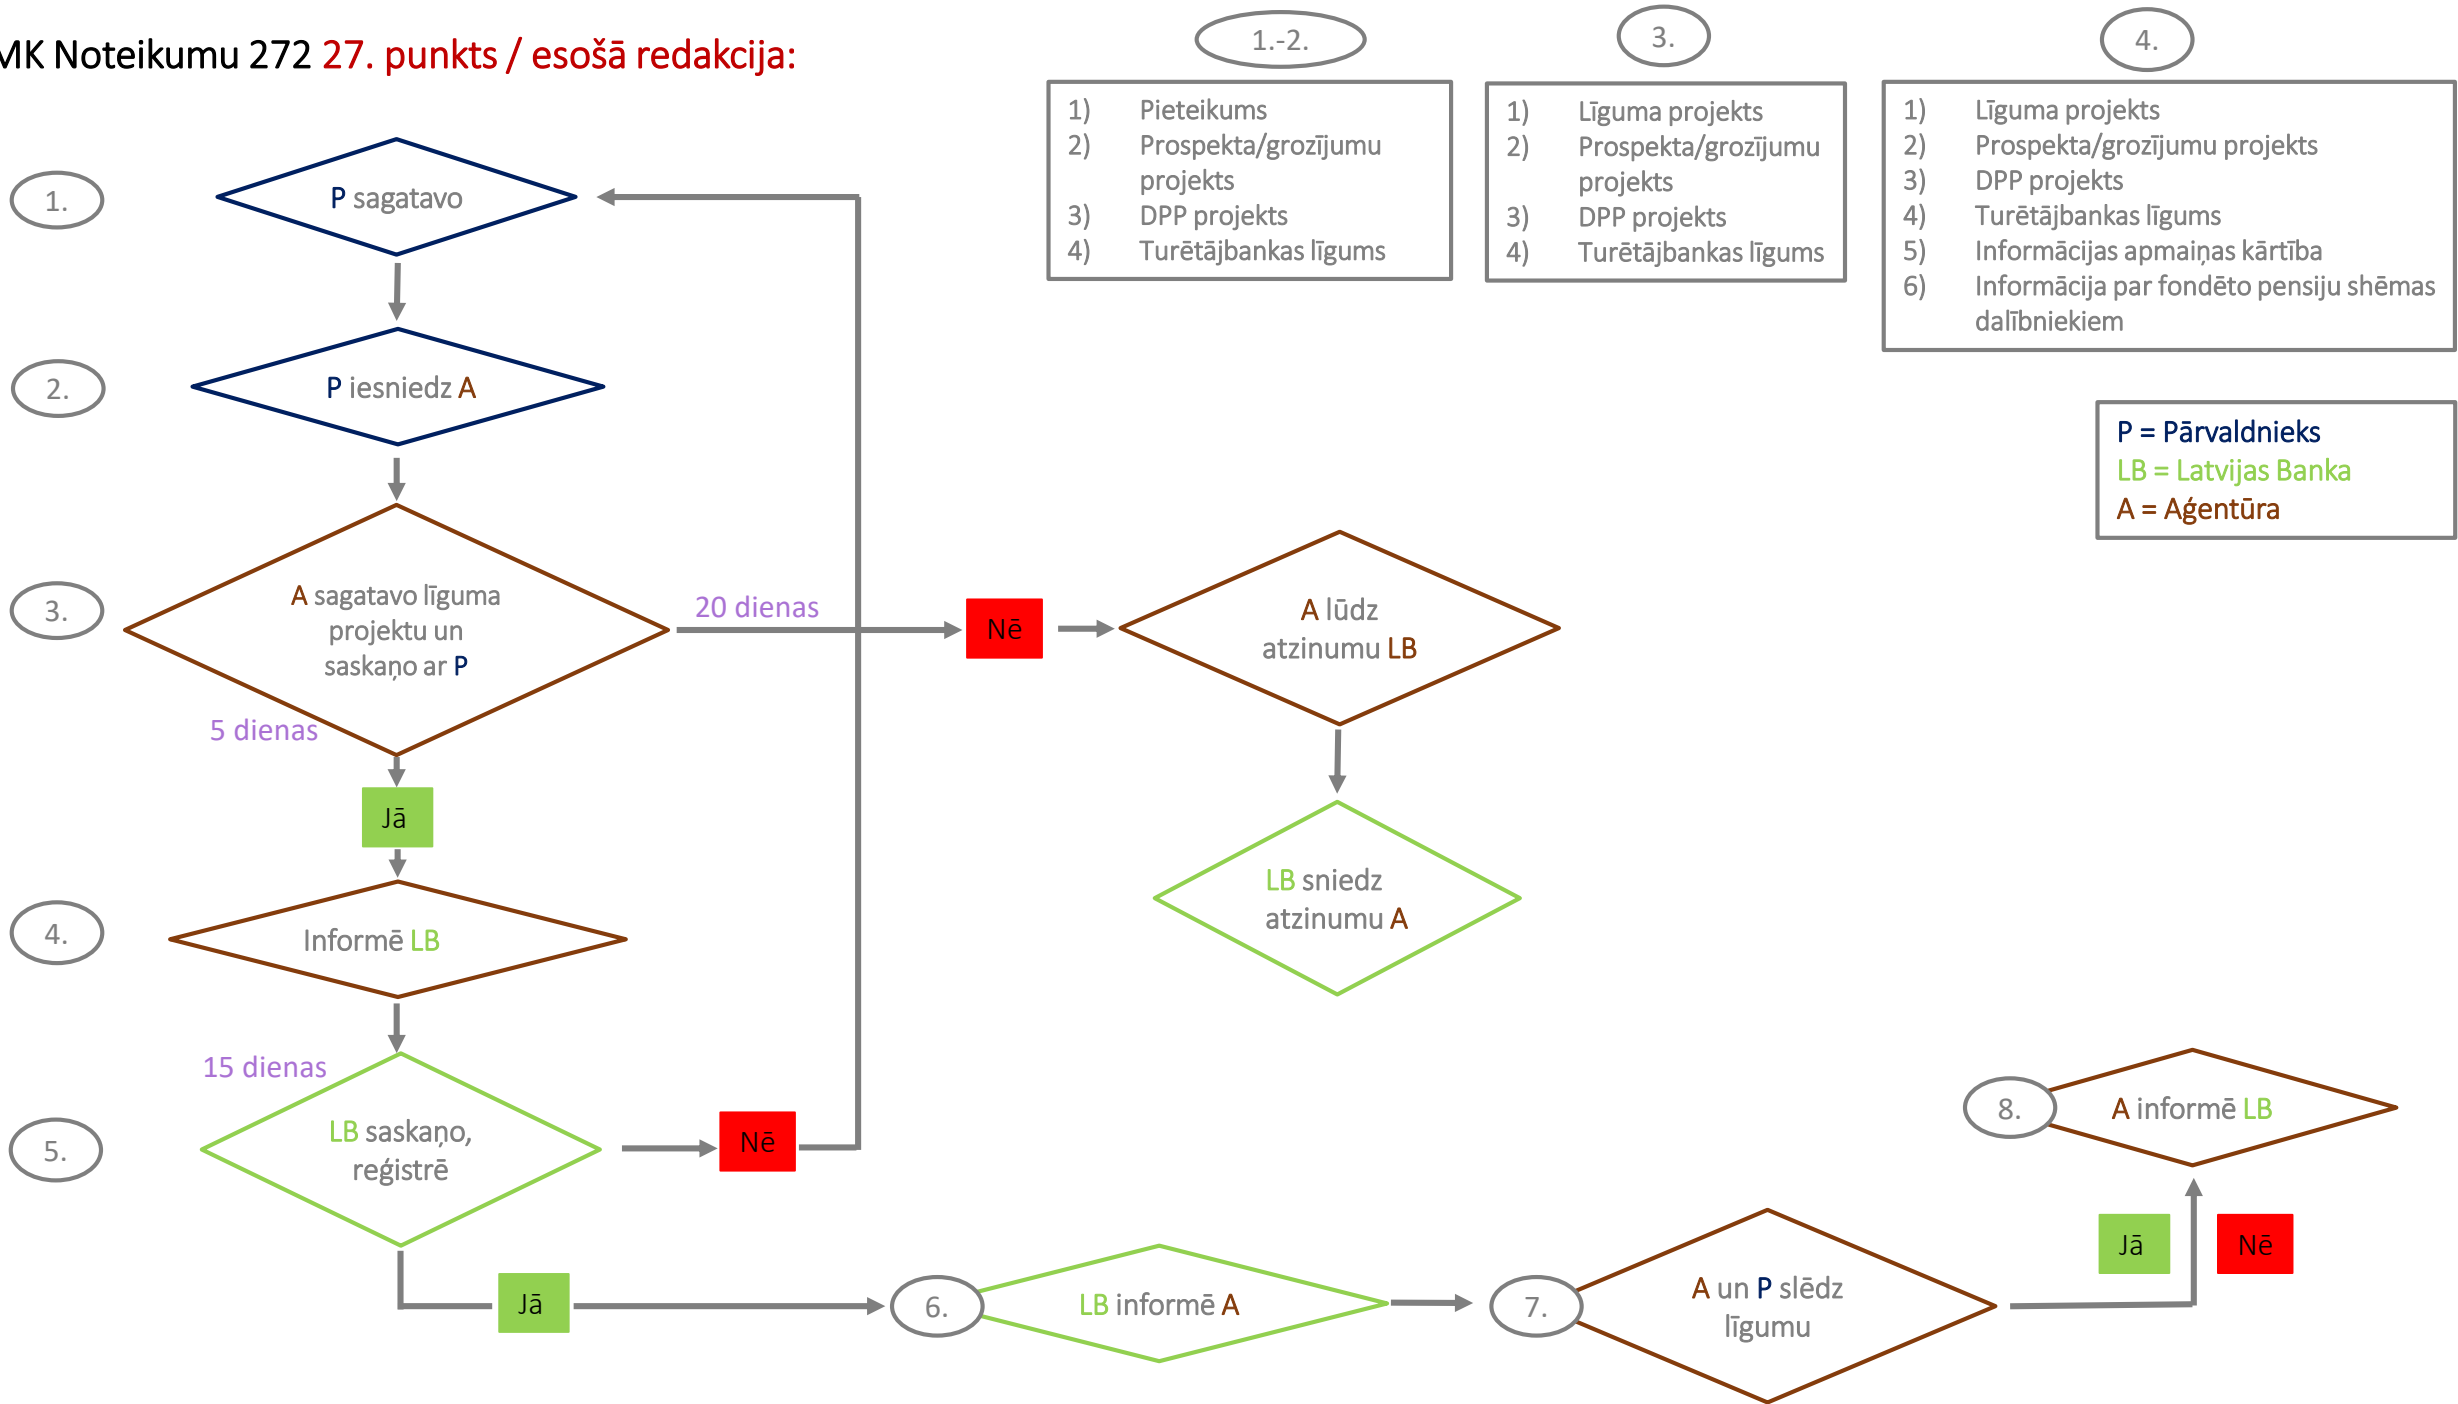 MK Noteikumu 272 27. punkts / esošā redakcija:
1.-2.
1) Pieteikums
2) Prospekta/grozījumu
projekts
3) DPP projekts
4) Turētājbankas līgums
3.
1) Līguma projekts
2) Prospekta/grozījumu
projekts
3) DPP projekts
4) Turētājbankas līgums
4.
1) Līguma projekts
2) Prospekta/grozījumu projekts
3) DPP projekts
4) Turētājbankas līgums
5) Informācijas apmaiņas kārtība
6) Informācija par fondēto pensiju shēmas
dalībniekiem
P = Pārvaldnieks
LB = Latvijas Banka
A = Aģentūra
1.
P sagatavo
2.
P iesniedz A
3.
A sagatavo līguma
projektu un
saskaņo ar P
20 dienas
Nē
A lūdz
atzinumu LB
5 dienas
Jā
LB sniedz
atzinumu A
4.
Informē LB
15 dienas
5.
LB saskaņo,
reģistrē
Nē
Jā
6.
LB informē A
7.
A un P slēdz
līgumu
Jā
Nē
8.
A informē LB